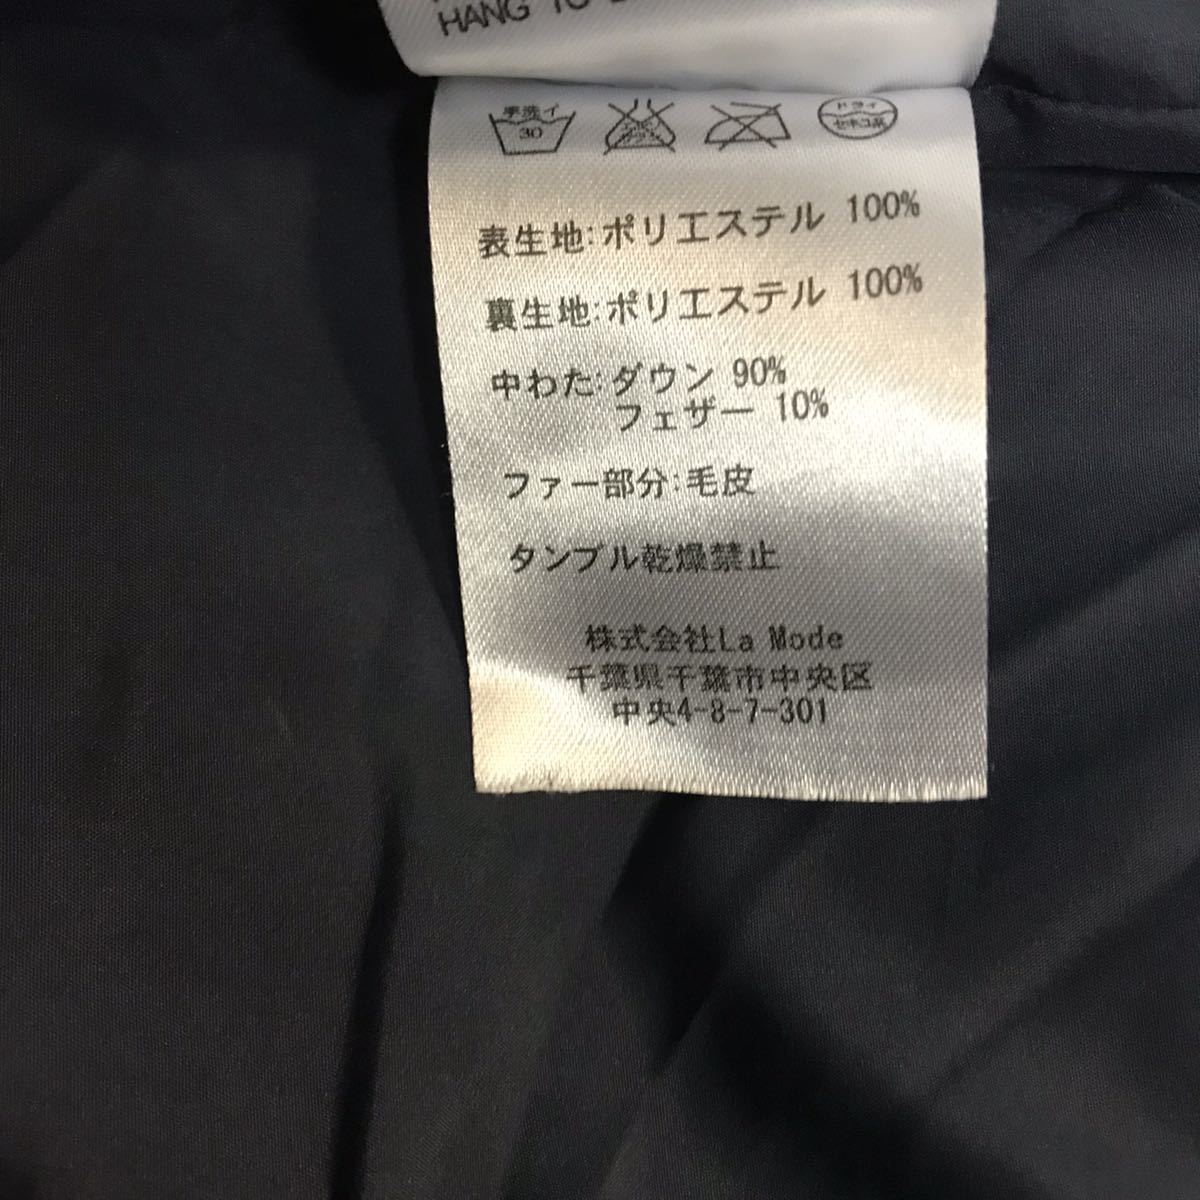 HANG TO
手洗イ
30
ドライ
セキユ系
表生地:ポリエステル 100%
裏生地:ポリエステル 100%
中わた:ダウン 90%
フェザー 10%
ファー部分:毛皮
タンブル乾燥禁止
株式会社La Mode
千葉県千葉市中央区
中央4-8-7-301